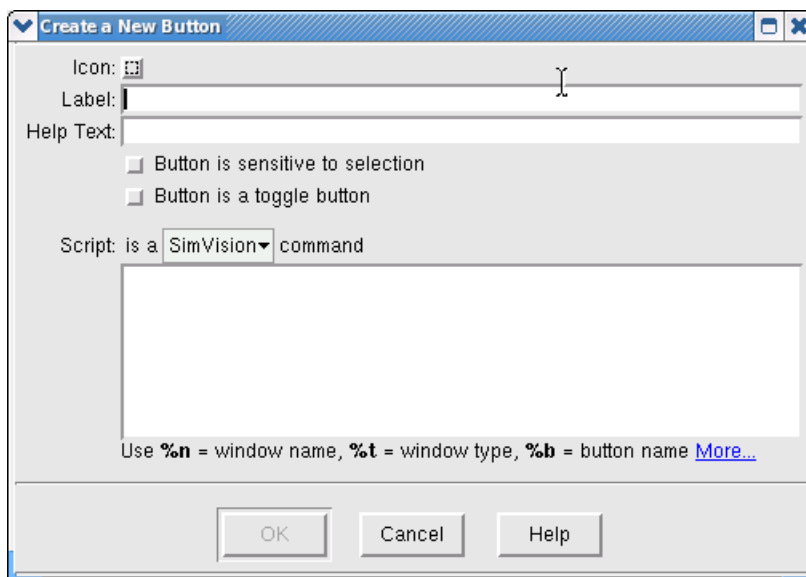 Create a New Button
Icon:
Label:
Help Text:
Button is sensitive to selection
Button is a toggle button
Script: is a SimVision command
Use %n = window name, %t = window type, %b = button name More...
OK Cancel Help